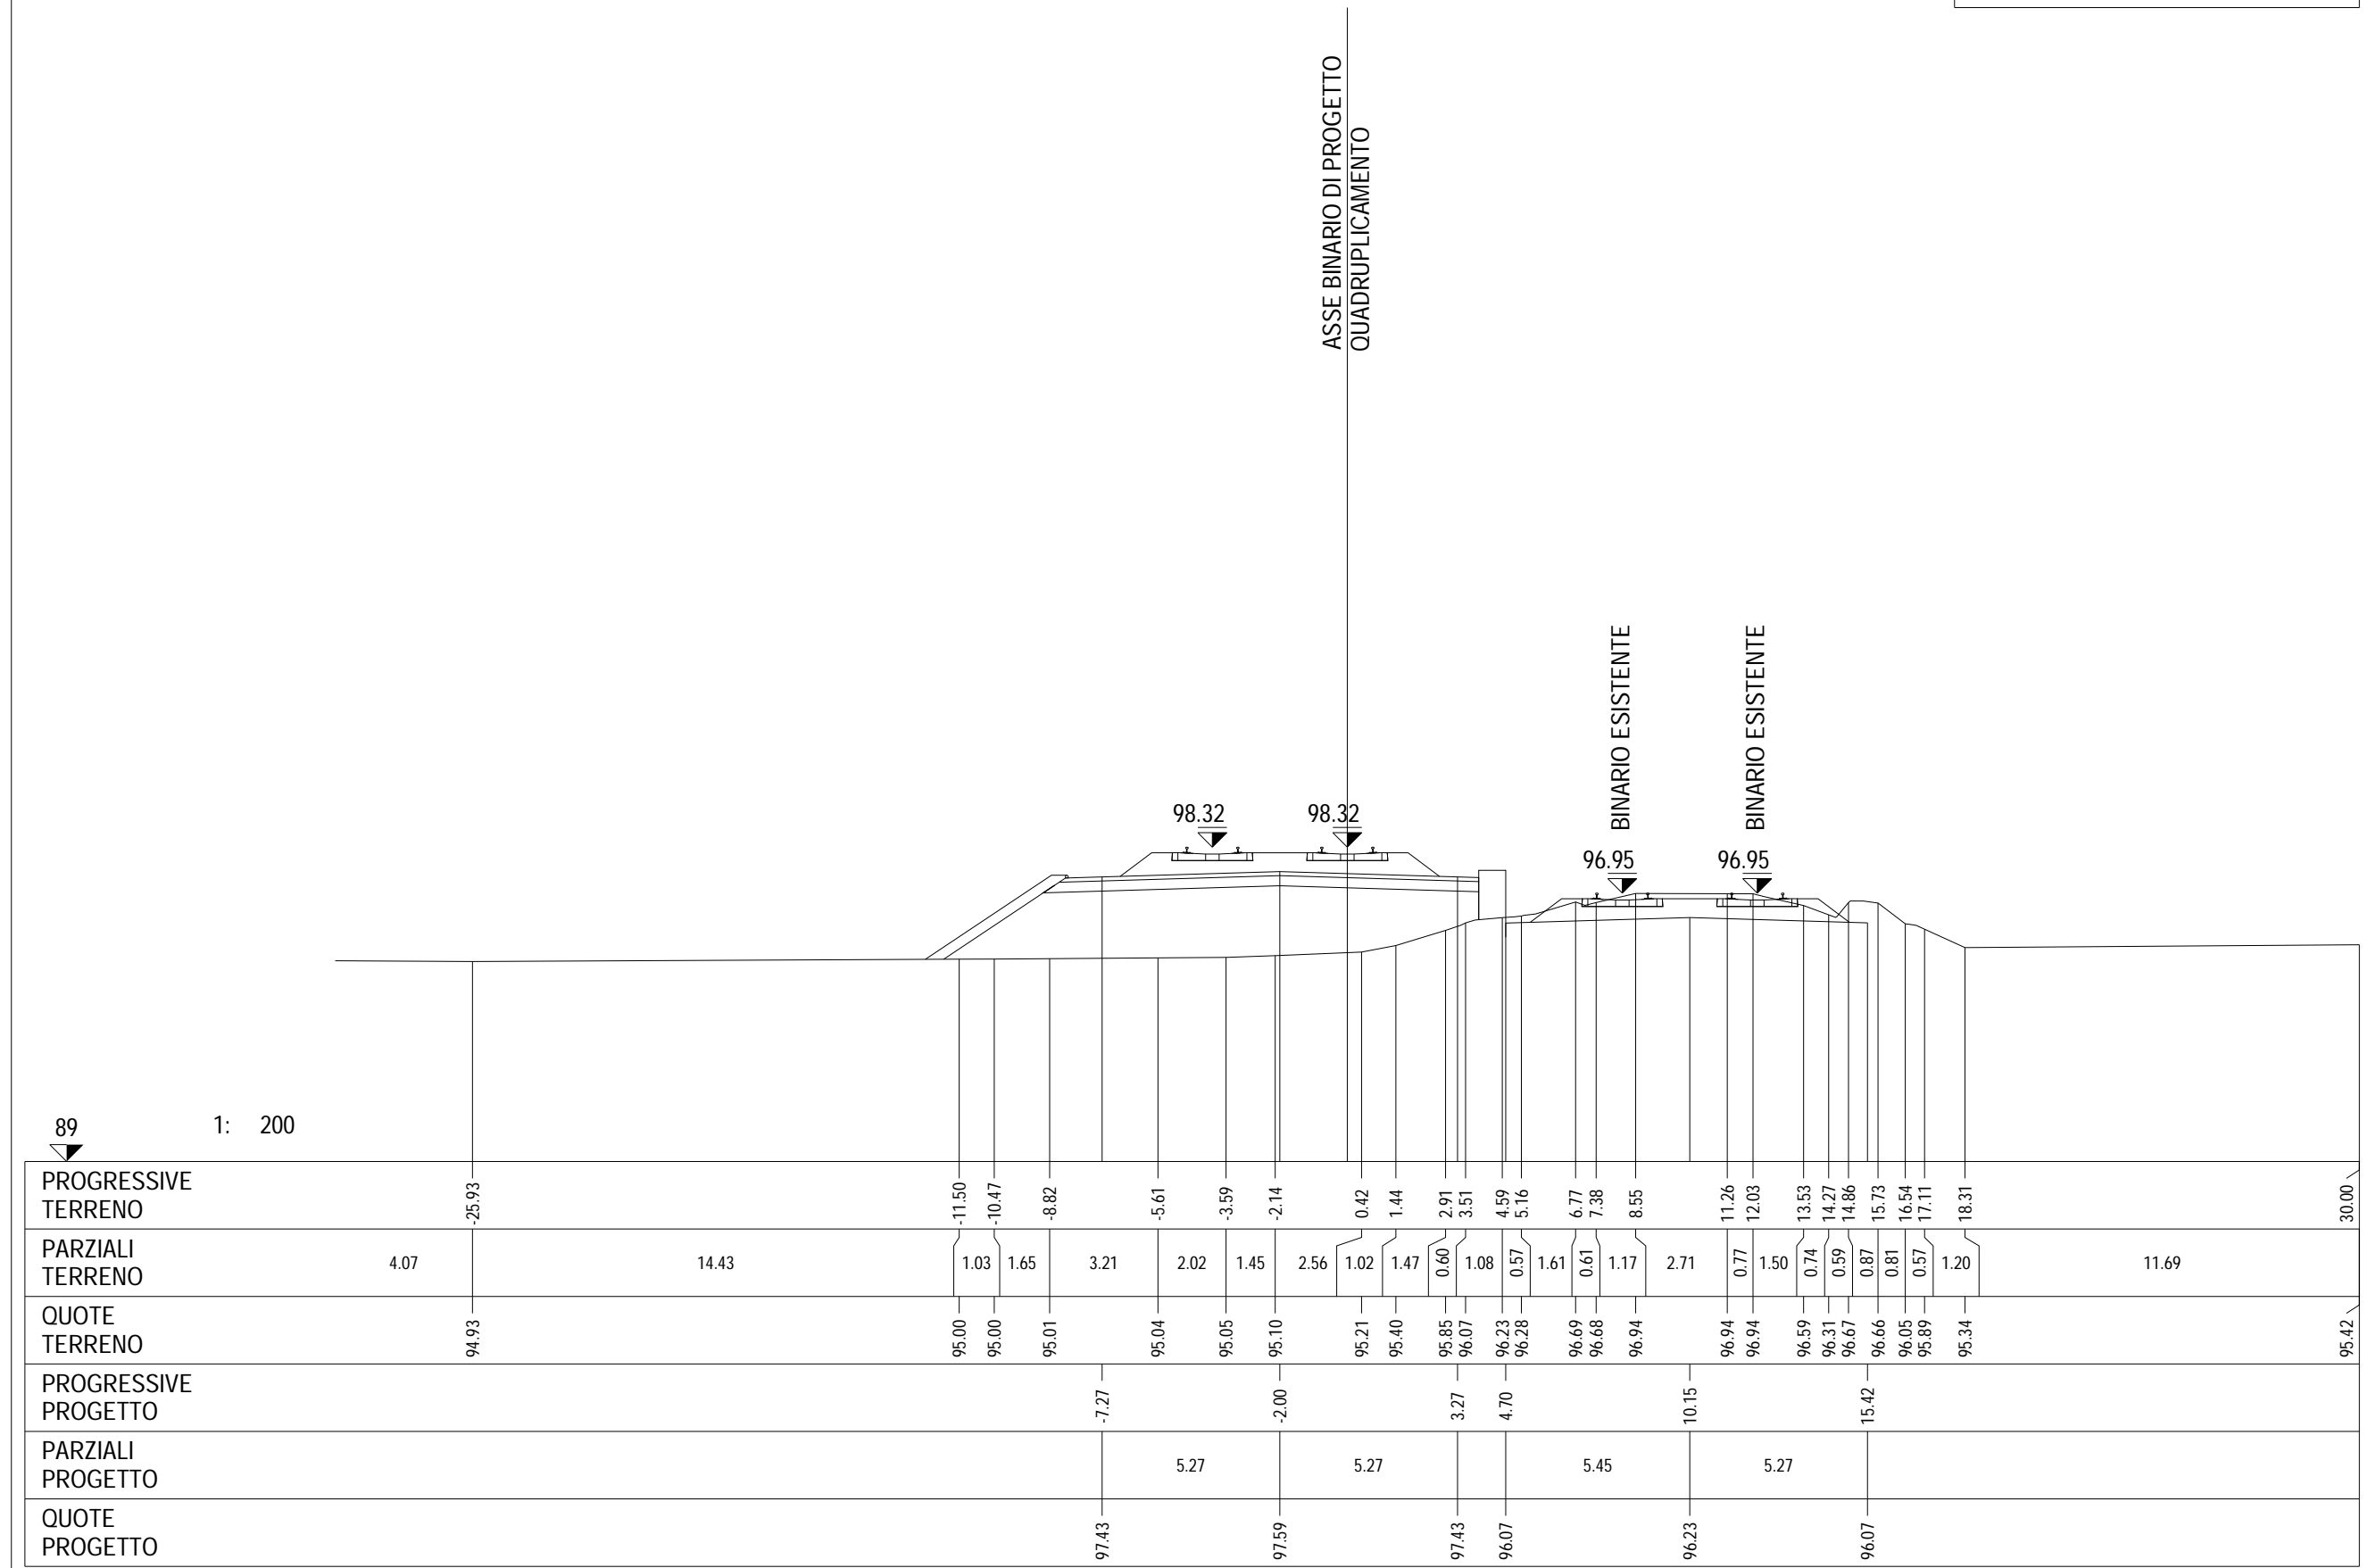 ASSE BINARIO DI PROGETTO
QUADRUPLICAMENTO
BINARIO ESISTENTE
BINARIO ESISTENTE
98.32
98.32
96.95
96.95
89
1: 200
PROGRESSIVE
TERRENO
-25.93 -11.50 -10.47 -8.82 -5.61 -3.59 -2.14 0.42 1.44 2.91 3.51 4.59 5.16 6.77 7.38 8.55 11.26 12.03 13.53 14.27 14.86 15.73 16.54 17.11 18.31 30.00
PARZIALI
TERRENO
4.07 14.43 1.03 1.65 3.21 2.02 1.45 2.56 1.02 1.47 0.60 1.08 0.57 1.61 0.61 1.17 2.71 0.77 1.50 0.74 0.59 0.87 0.81 0.57 1.20 11.69
QUOTE
TERRENO
94.93 95.00 95.00 95.01 95.04 95.05 95.10 95.21 95.40 95.85 96.07 96.23 96.28 96.69 96.68 96.94 96.94 96.94 96.59 96.31 96.67 96.66 96.05 95.89 95.34 95.42
PROGRESSIVE
PROGETTO
-7.27 -2.00 3.27 4.70 10.15 15.42
PARZIALI
PROGETTO
5.27 5.27 5.45 5.27
QUOTE
PROGETTO
97.43 97.59 97.43 96.07 96.23 96.07